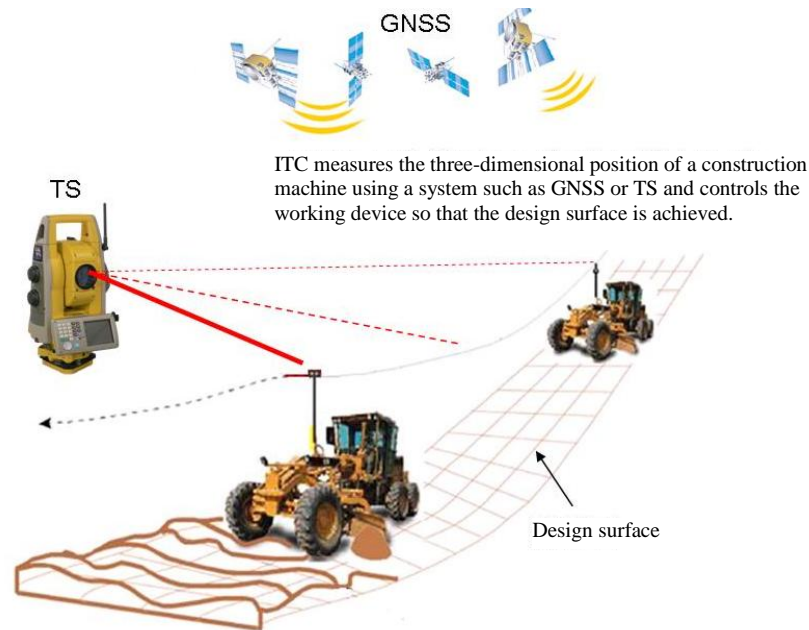 GNSS
ITC measures the three-dimensional position of a construction
machine using a system such as GNSS or TS and controls the
working device so that the design surface is achieved.
TS
Design surface